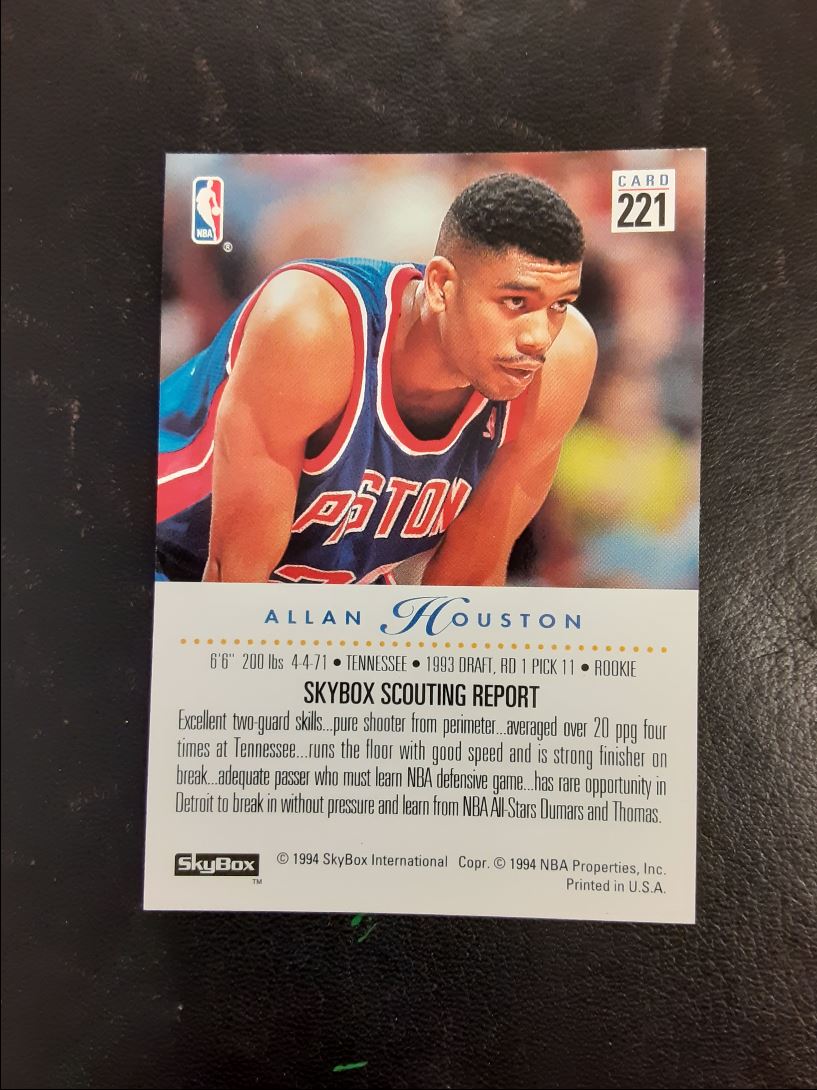 NBA
®
CARD
221
PISTON
ALLAN HOUSTON
6'6" 200 lbs 4-4-71 • TENNESSEE • 1993 DRAFT, RD 1 PICK 11 • ROOKIE
SKYBOX SCOUTING REPORT
Excellent two-guard skills...pure shooter from perimeter...averaged over 20 ppg four
times at Tennessee...runs the floor with good speed and is strong finisher on
break...adequate passer who must learn NBA defensive game...has rare opportunity in
Detroit to break in without pressure and learn from NBA All-Stars Dumars and Thomas.
SkyBox
TM
© 1994 SkyBox International Copr. © 1994 NBA Properties, Inc.
Printed in U.S.A.